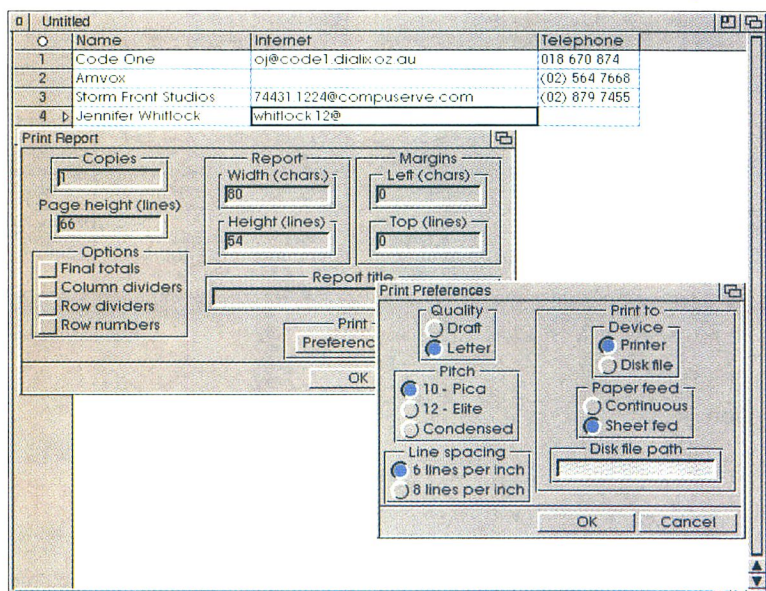 Untitled
Name Internet Telephone
1 Code One oj@code1.dialix.oz.au 018 670 874
2 Amvox (02) 564 7668
3 Storm Front Studios 74431.1224@compuserve.com (02) 879 7455
4 Jennifer Whitlock whitlock12@
Print Report
Copies
1
Page height (lines)
66
Options
Final totals
Column dividers
Row dividers
Row numbers
Report
Width (chars.)
80
Height (lines)
54
Margins
Left (chars)
0
Top (lines)
0
Report title
Print
OK
Print Preferences
Quality
Draft
Letter
Pitch
10 - Pica
12 - Elite
Condensed
Line spacing
6 lines per inch
8 lines per inch
Print to
Device
Printer
Disk file
Paper feed
Continuous
Sheet fed
Disk file path
OK Cancel